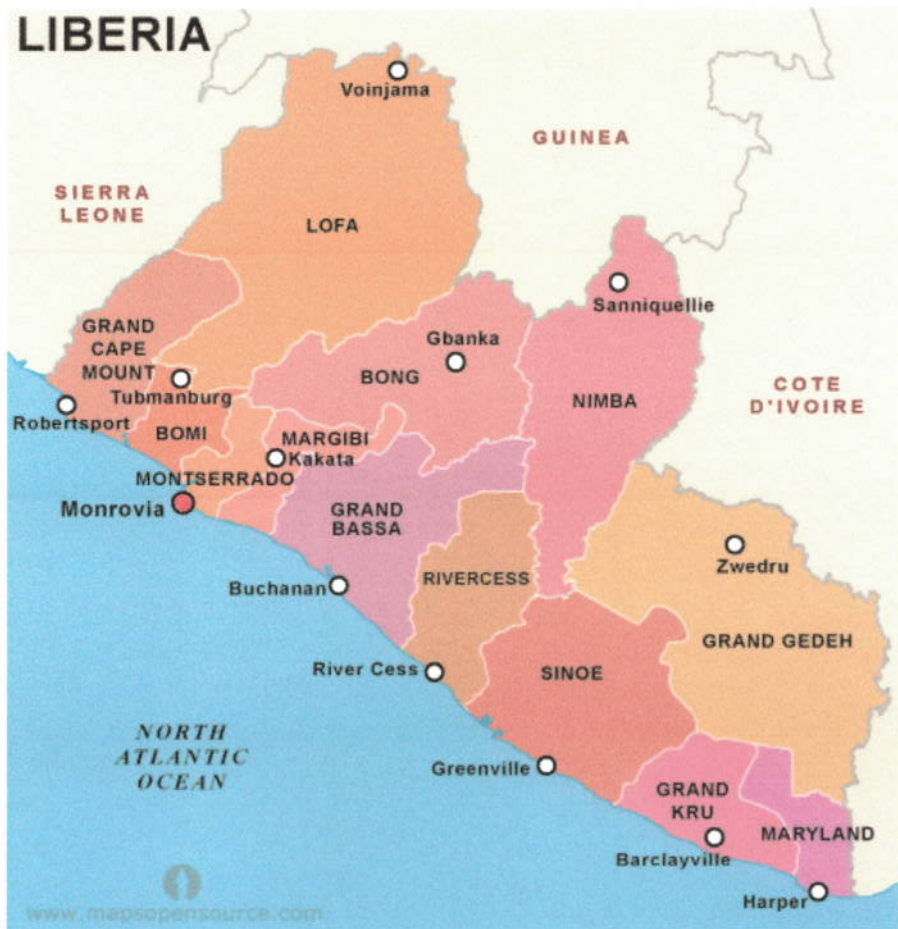 LIBERIA
Voinjama
GUINEA
SIERRA
LEONE
LOFA
Sanniquellie
GRAND
CAPE
MOUNT
Gbanka
BONG
Tubmanburg
NIMBA
COTE
D'IVOIRE
Robertsport
BOMI
MARGIBI
Kakata
MONTSERRADO
Monrovia
GRAND
BASSA
Zwedru
RIVERCESS
Buchanan
GRAND GEDEH
River Cess
SINOE
NORTH
ATLANTIC
OCEAN
Greenville
GRAND
KRU
MARYLAND
Barclayville
Harper
www.mapsopensource.com